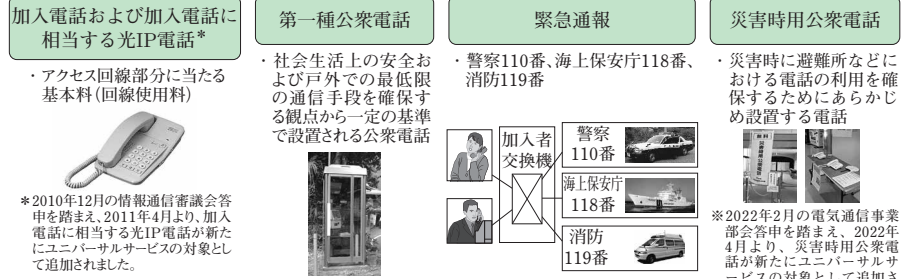 加入電話および加入電話に
相当する光IP電話*
・アクセス回線部分に当たる
基本料(回線使用料)
*2010年12月の情報通信審議会答
申を踏まえ、2011年4月より、加入
電話に相当する光IP電話が新た
にユニバーサルサービスの対象とし
て追加されました。
第一種公衆電話
・社会生活上の安全お
よび戸外での最低限
の通信手段を確保す
る観点から一定の基準
で設置される公衆電話
緊急通報
・警察110番、海上保安庁118番、
消防119番
加入者
交換機
警察
110番
海上保安庁
118番
消防
119番
災害時用公衆電話
・災害時に避難所などに
おける電話の利用を確
保するためにあらかじ
め設置する電話
※2022年2月の電気通信事業
部会答申を踏まえ、2022年
4月より、災害時用公衆電
話が新たにユニバーサルサ
ービスの対象として追加さ